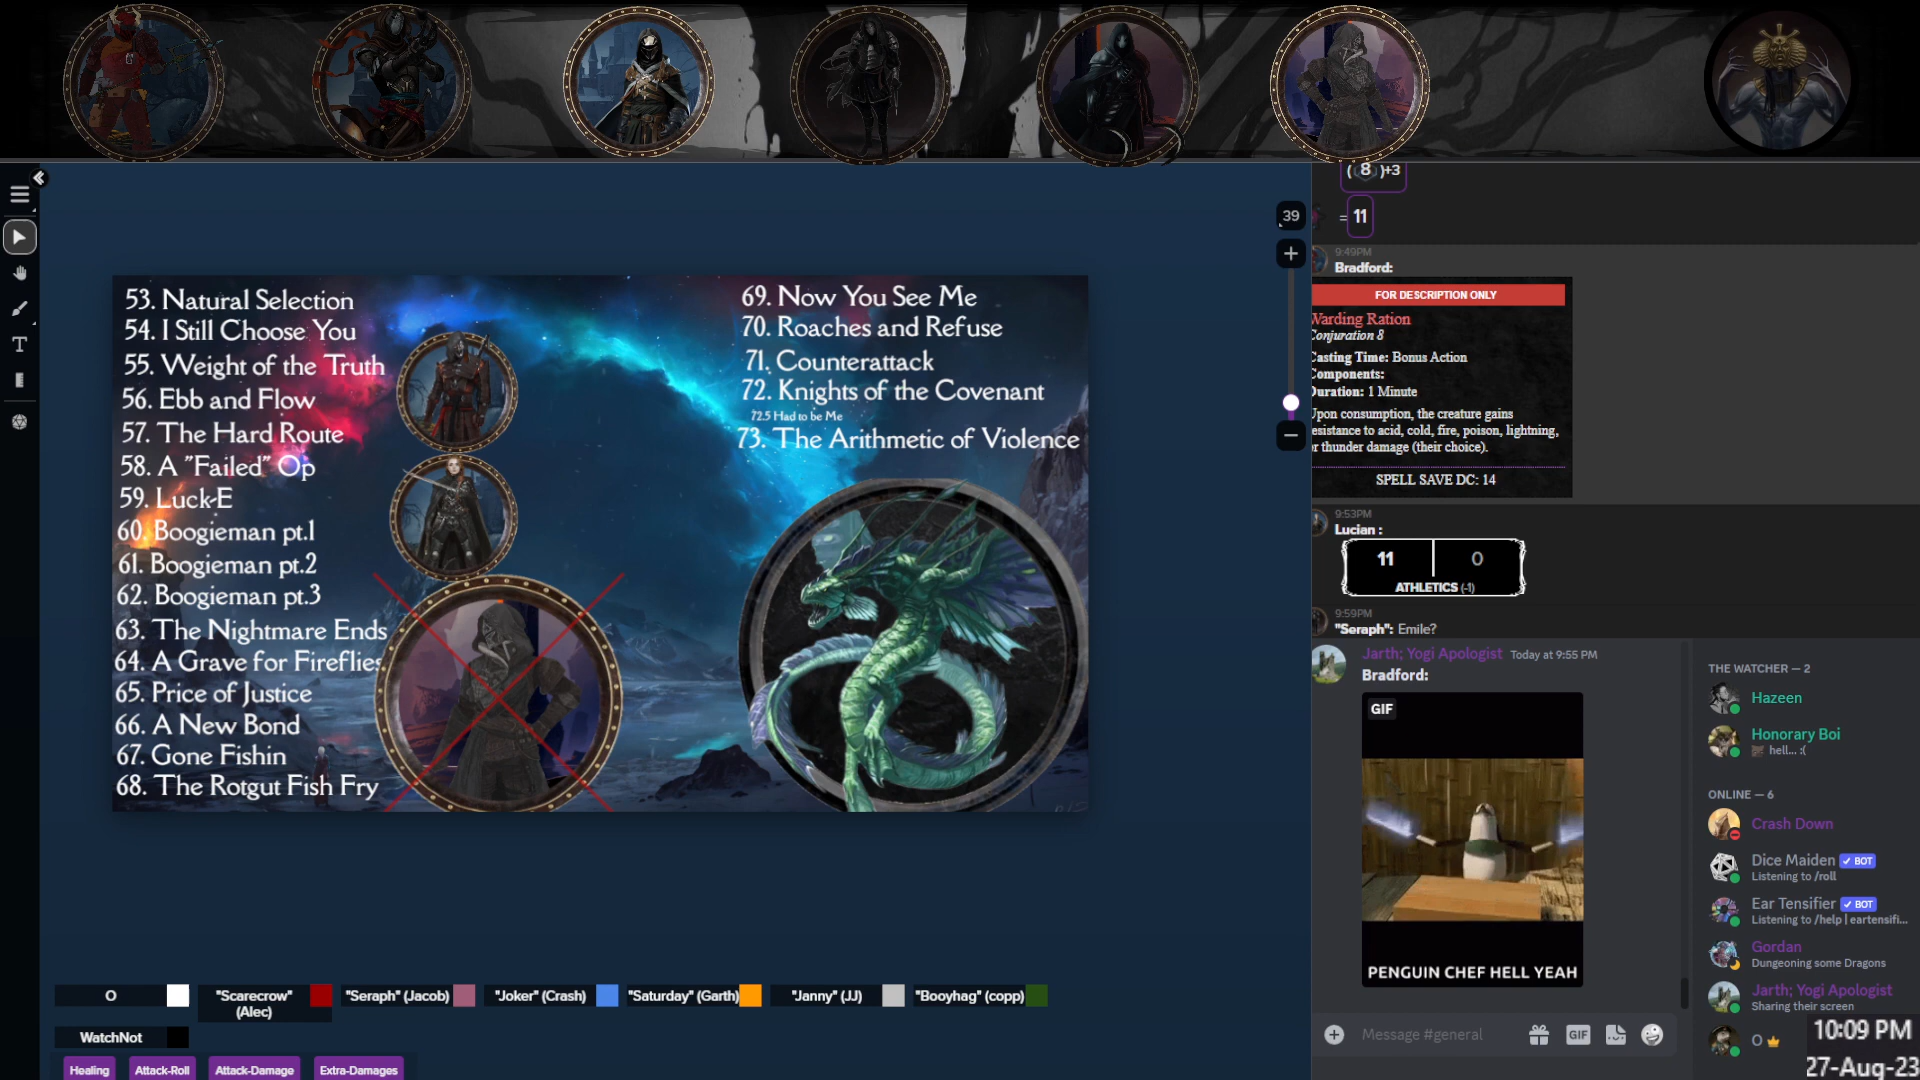 53. Natural Selection
54. I Still Choose You
55. Weight of the Truth
56. Ebb and Flow
57. The Hard Route
58. A "Failed" Op
59. Luck-E
60. Boogieman pt.1
61. Boogieman pt.2
62. Boogieman pt.3
63. The Nightmare Ends
64. A Grave for Fireflies
65. Price of Justice
66. A New Bond
67. Gone Fishin
68. The Rotgut Fish Fry
69. Now You See Me
70. Roaches and Refuse
71. Counterattack
72. Knights of the Covenant
72.5 Had to be Me
73. The Arithmetic of Violence
39
O
"Scarecrow" (Alec)
"Seraph" (Jacob)
"Joker" (Crash)
"Saturday" (Garth)
"Janny" (JJ)
"Booyhag" (copp)
WatchNot
Healing
Attack-Roll
Attack-Damage
Extra-Damages
(8)+3
=11
9:49PM
Bradford:
FOR DESCRIPTION ONLY
Warding Ration
Conjuration 8
Casting Time: Bonus Action
Components:
Duration: 1 Minute
Upon consumption, the creature gains
resistance to acid, cold, fire, poison, lightning,
or thunder damage (their choice).
SPELL SAVE DC: 14
9:53PM
Lucian :
11 0
ATHLETICS (-1)
9:59PM
"Seraph": Emile?
Jarth; Yogi Apologist Today at 9:55 PM
Bradford:
GIF
PENGUIN CHEF HELL YEAH
Message #general
GIF
THE WATCHER — 2
Hazeen
Honorary Boi
hell... :(
ONLINE — 6
Crash Down
Dice Maiden ✓ BOT
Listening to /roll
Ear Tensifier ✓ BOT
Listening to /help | eartensifi...
Gordan
Dungeoning some Dragons
Jarth; Yogi Apologist
Sharing their screen
O
10:09 PM
27-Aug-23